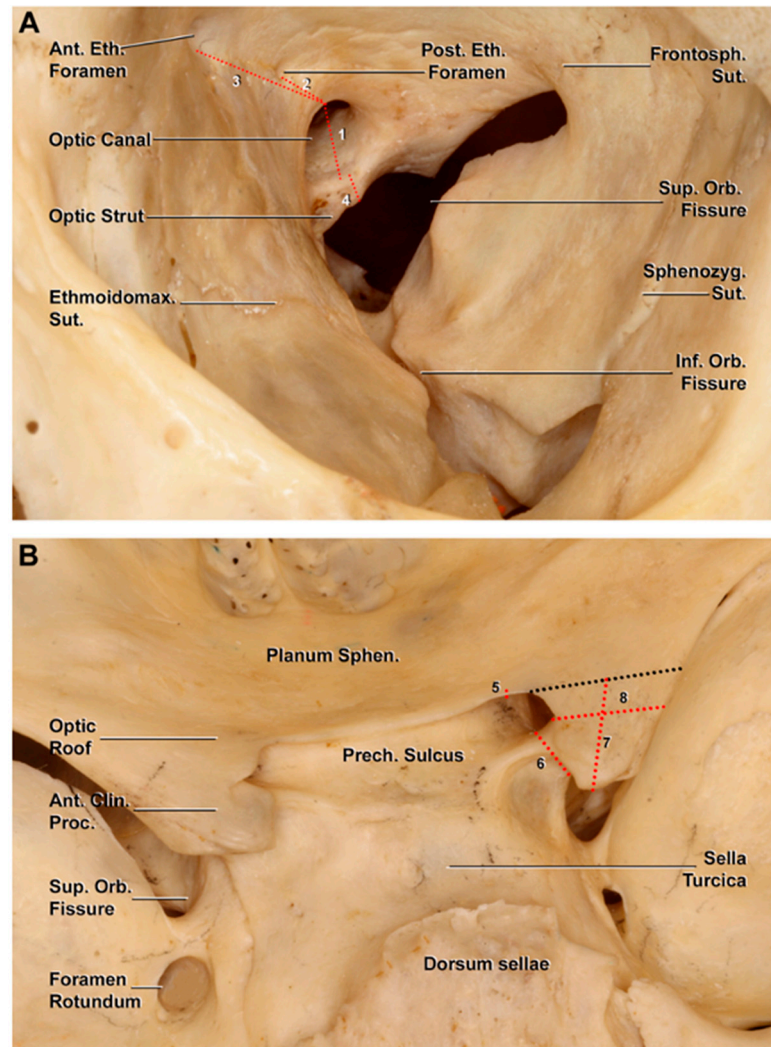 A
Ant. Eth.
Foramen
Post. Eth.
Foramen
Frontosph.
Sut.
3
2
Optic Canal
1
4
Optic Strut
Sup. Orb.
Fissure
Ethmoidomax.
Sut.
Sphenozyg.
Sut.
Inf. Orb.
Fissure
B
Planum Sphen.
5
8
Optic
Roof
Prech. Sulcus
7
6
Ant. Clin.
Proc.
Sella
Turcica
Sup. Orb.
Fissure
Dorsum sellae
Foramen
Rotundum